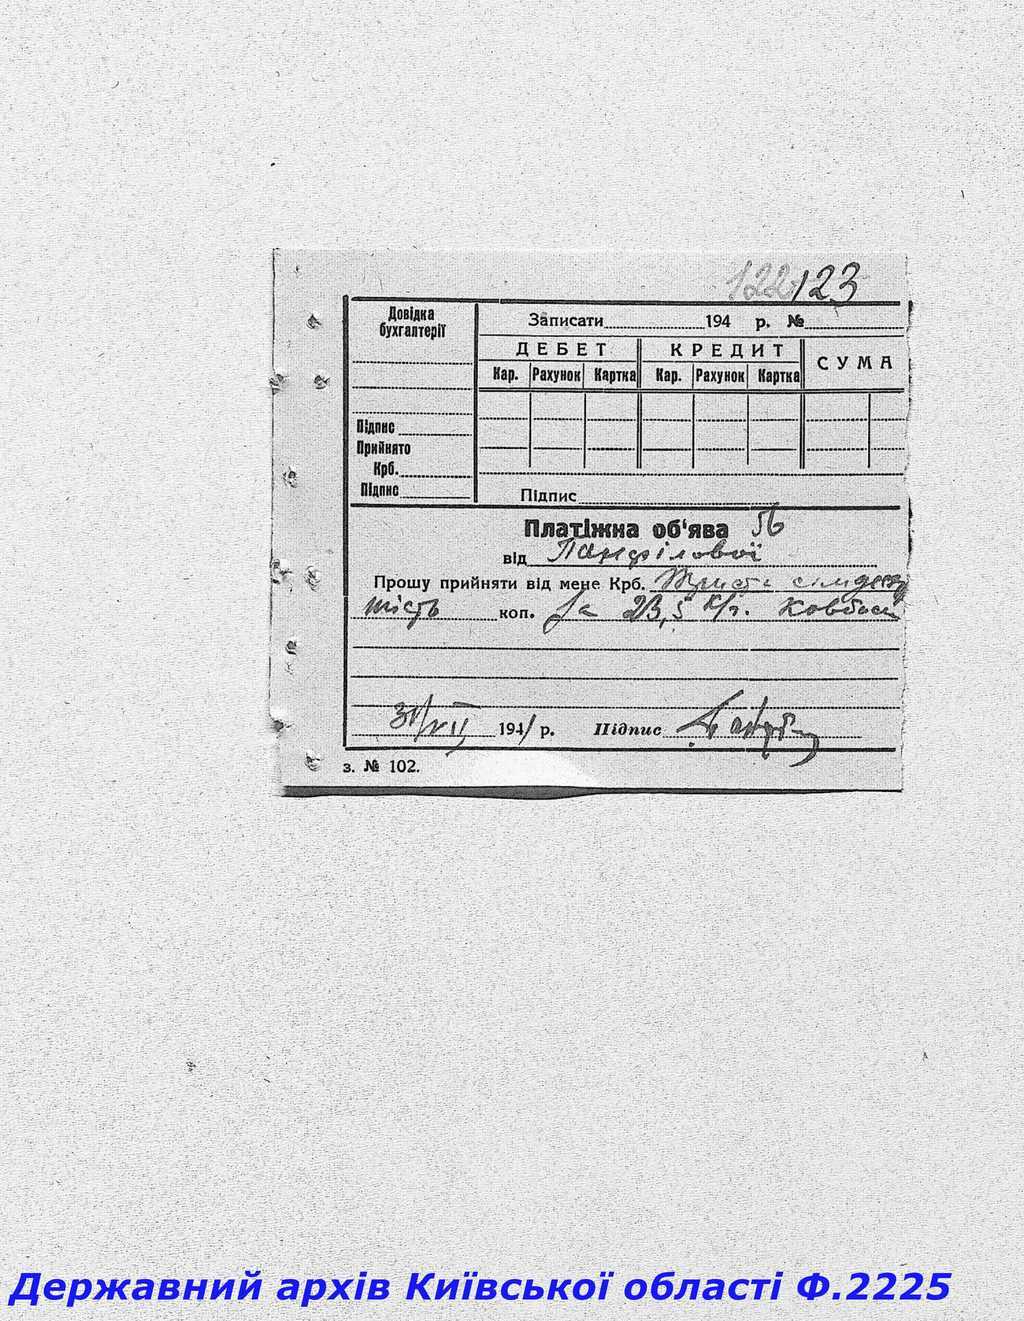 122 123
Довідка
бухгалтерії
Підпис
Прийнято
Крб.
Підпис
Записати 194 р. №
ДЕБЕТ КРЕДИТ СУМА
Кар. Рахунок Картка Кар. Рахунок Картка
Підпис
Платіжна об'ява 56
від Панфілової
Прошу прийняти від мене Крб. Триста сімдесят
шість коп. За 23,5 кг. ковбаси
31/XII 1941 р. Підпис
з. № 102.
Державний архів Київської області Ф.2225